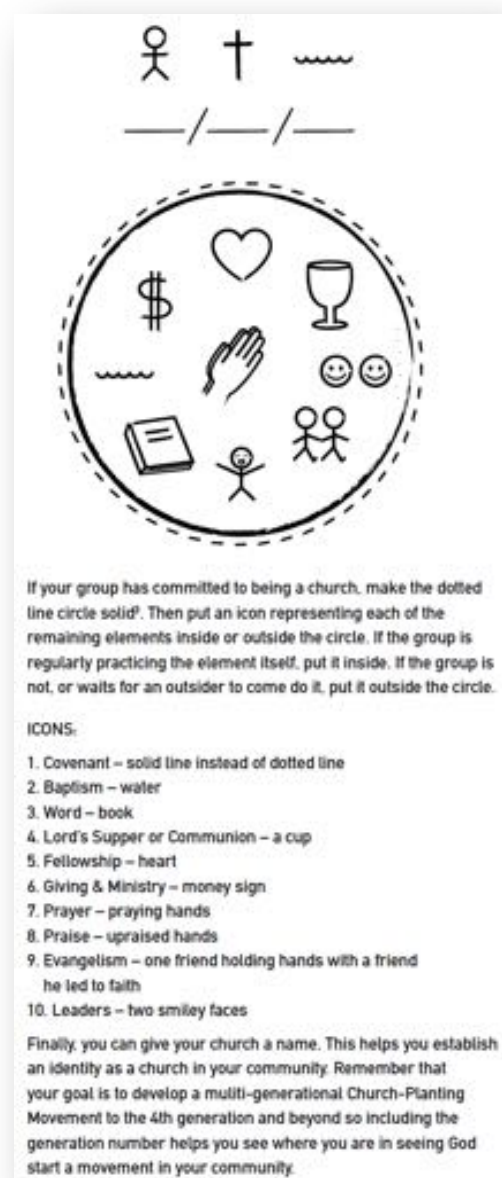 ___/___/___
$
If your group has committed to being a church, make the dotted
line circle solid⁹. Then put an icon representing each of the
remaining elements inside or outside the circle. If the group is
regularly practicing the element itself, put it inside. If the group is
not, or waits for an outsider to come do it, put it outside the circle.
ICONS:
1. Covenant – solid line instead of dotted line
2. Baptism – water
3. Word – book
4. Lord's Supper or Communion – a cup
5. Fellowship – heart
6. Giving & Ministry – money sign
7. Prayer – praying hands
8. Praise – upraised hands
9. Evangelism – one friend holding hands with a friend
he led to faith
10. Leaders – two smiley faces
Finally, you can give your church a name. This helps you establish
an identity as a church in your community. Remember that
your goal is to develop a muliti-generational Church-Planting
Movement to the 4th generation and beyond so including the
generation number helps you see where you are in seeing God
start a movement in your community.